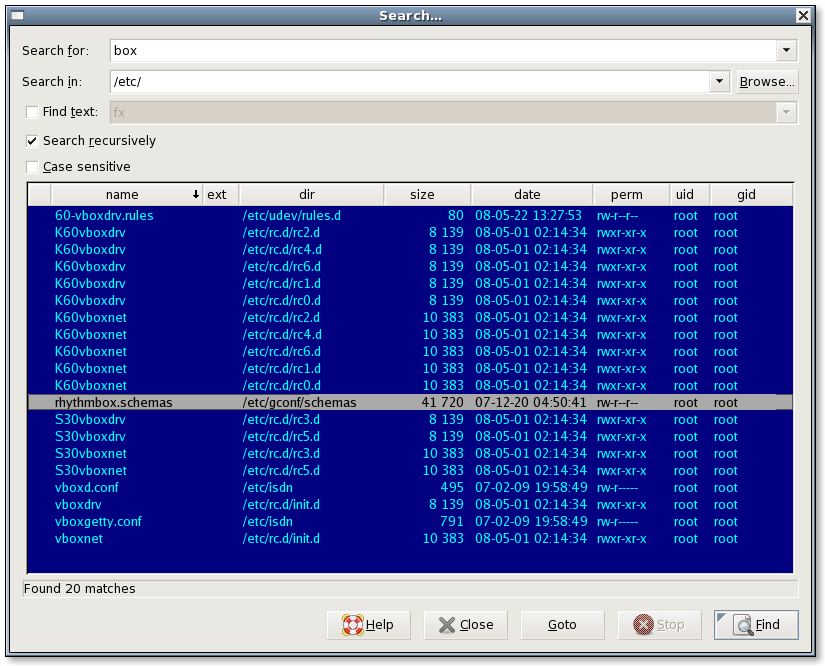 Search...
Search for: box
Search in: /etc/ Browse...
Find text: fx
Search recursively
Case sensitive
name ext dir size date perm uid gid
60-vboxdrv.rules /etc/udev/rules.d 80 08-05-22 13:27:53 rw-r--r-- root root
K60vboxdrv /etc/rc.d/rc2.d 8 139 08-05-01 02:14:34 rwxr-xr-x root root
K60vboxdrv /etc/rc.d/rc4.d 8 139 08-05-01 02:14:34 rwxr-xr-x root root
K60vboxdrv /etc/rc.d/rc6.d 8 139 08-05-01 02:14:34 rwxr-xr-x root root
K60vboxdrv /etc/rc.d/rc1.d 8 139 08-05-01 02:14:34 rwxr-xr-x root root
K60vboxdrv /etc/rc.d/rc0.d 8 139 08-05-01 02:14:34 rwxr-xr-x root root
K60vboxnet /etc/rc.d/rc2.d 10 383 08-05-01 02:14:34 rwxr-xr-x root root
K60vboxnet /etc/rc.d/rc4.d 10 383 08-05-01 02:14:34 rwxr-xr-x root root
K60vboxnet /etc/rc.d/rc6.d 10 383 08-05-01 02:14:34 rwxr-xr-x root root
K60vboxnet /etc/rc.d/rc1.d 10 383 08-05-01 02:14:34 rwxr-xr-x root root
K60vboxnet /etc/rc.d/rc0.d 10 383 08-05-01 02:14:34 rwxr-xr-x root root
rhythmbox.schemas /etc/gconf/schemas 41 720 07-12-20 04:50:41 rw-r--r-- root root
S30vboxdrv /etc/rc.d/rc3.d 8 139 08-05-01 02:14:34 rwxr-xr-x root root
S30vboxdrv /etc/rc.d/rc5.d 8 139 08-05-01 02:14:34 rwxr-xr-x root root
S30vboxnet /etc/rc.d/rc3.d 10 383 08-05-01 02:14:34 rwxr-xr-x root root
S30vboxnet /etc/rc.d/rc5.d 10 383 08-05-01 02:14:34 rwxr-xr-x root root
vboxd.conf /etc/isdn 495 07-02-09 19:58:49 rw-r----- root root
vboxdrv /etc/rc.d/init.d 8 139 08-05-01 02:14:34 rwxr-xr-x root root
vboxgetty.conf /etc/isdn 791 07-02-09 19:58:49 rw-r----- root root
vboxnet /etc/rc.d/init.d 10 383 08-05-01 02:14:34 rwxr-xr-x root root
Found 20 matches
Help Close Goto Stop Find